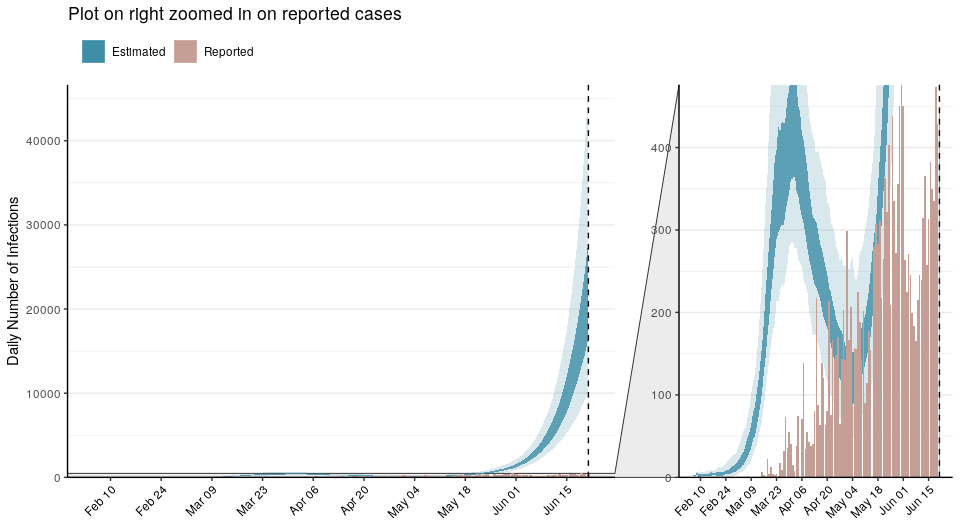 Plot on right zoomed in on reported cases
Estimated Reported
Daily Number of Infections
40000
30000
20000
10000
0
Feb 10 Feb 24 Mar 09 Mar 23 Apr 06 Apr 20 May 04 May 18 Jun 01 Jun 15
400
300
200
100
0
Feb 10 Feb 24 Mar 09 Mar 23 Apr 06 Apr 20 May 04 May 18 Jun 01 Jun 15